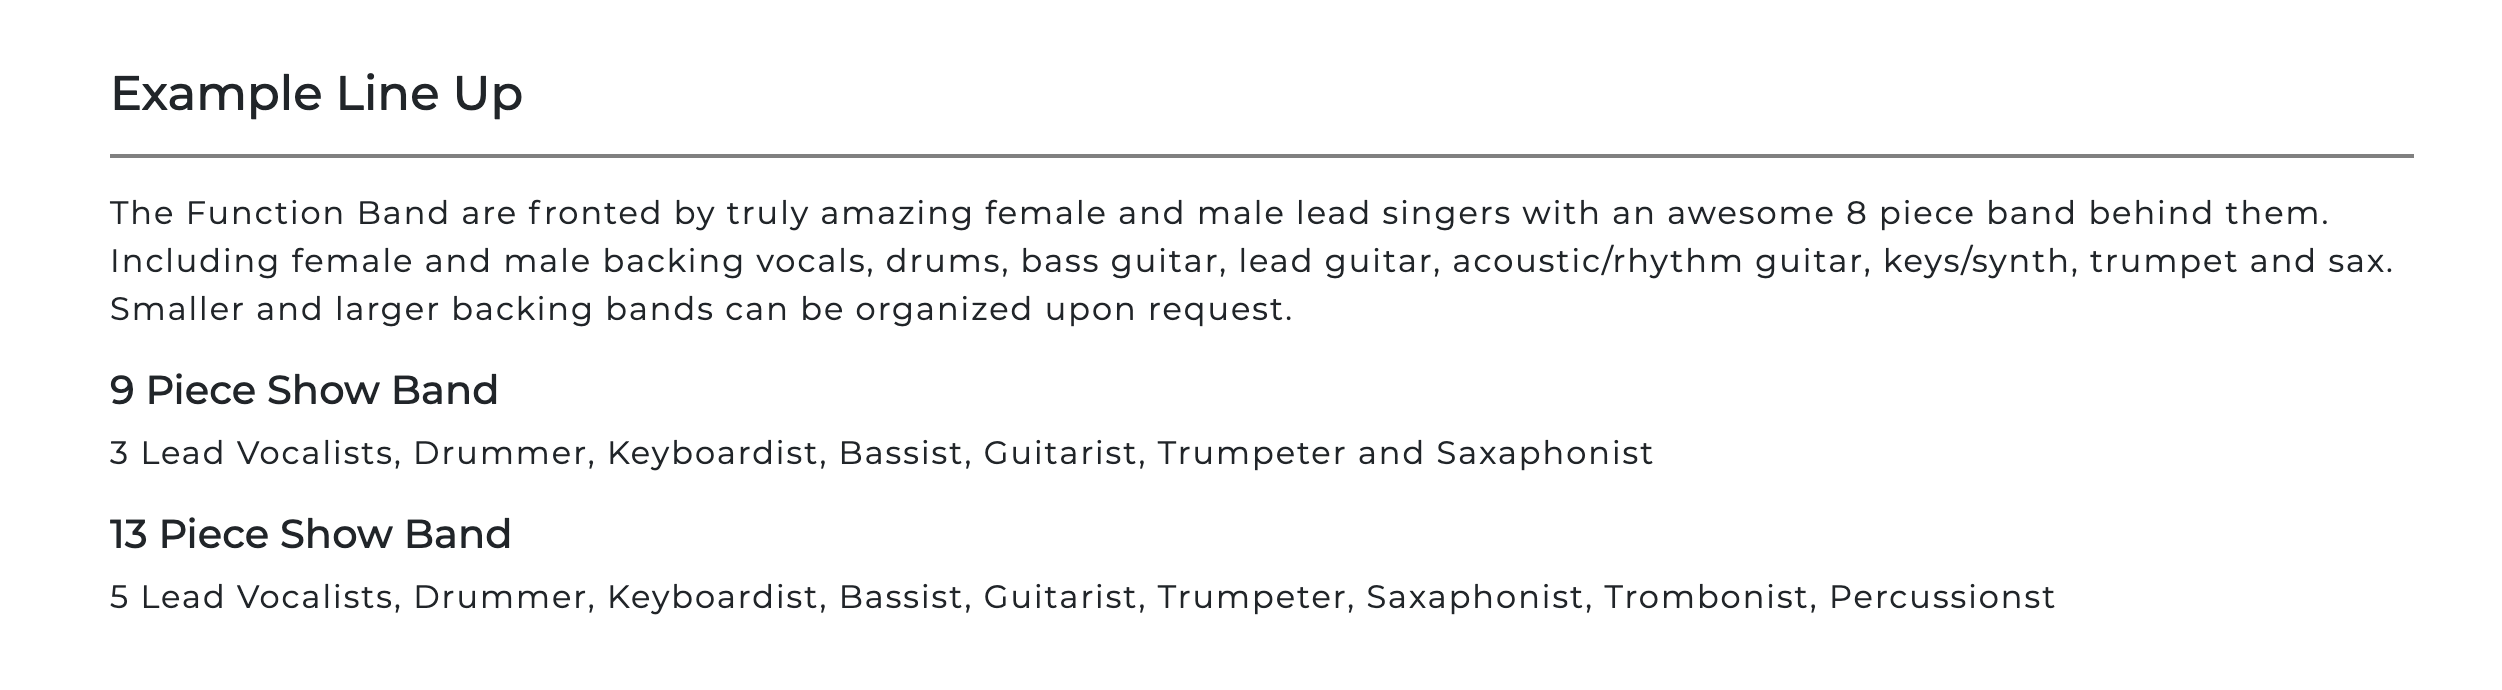 Example Line Up
The Function Band are fronted by truly amazing female and male lead singers with an awesome 8 piece band behind them.
Including female and male backing vocals, drums, bass guitar, lead guitar, acoustic/rhythm guitar, keys/synth, trumpet and sax.
Smaller and larger backing bands can be organized upon request.
9 Piece Show Band
3 Lead Vocalists, Drummer, Keyboardist, Bassist, Guitarist, Trumpeter and Saxaphonist
13 Piece Show Band
5 Lead Vocalists, Drummer, Keyboardist, Bassist, Guitarist, Trumpeter, Saxaphonist, Trombonist, Percussionst